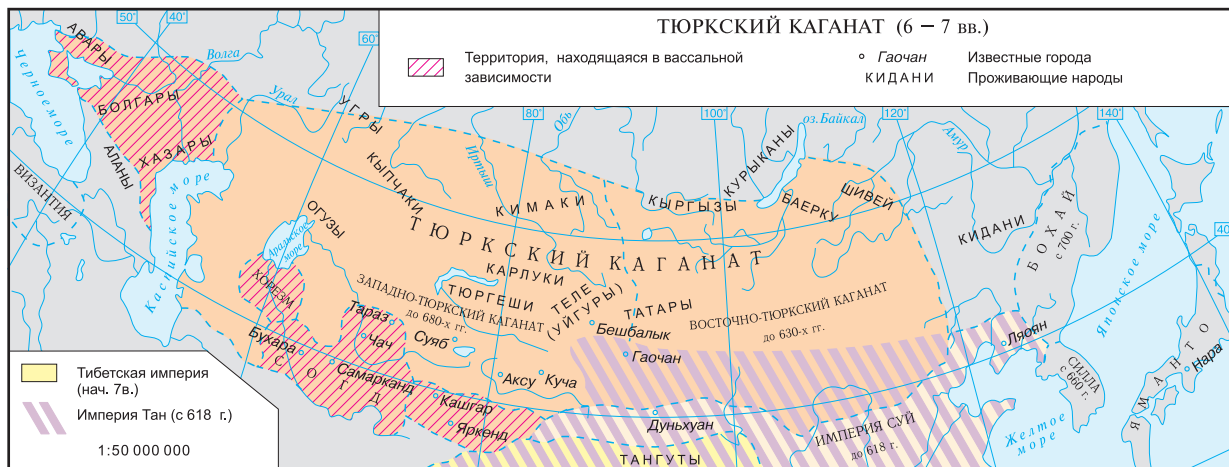 ТЮРКСКИЙ КАГАНАТ (6 – 7 ВВ.)
Территория, находящаяся в вассальной
зависимости
Гаочан
Известные города
КИДАНИ
Проживающие народы
50°
40°
60°
80°
100°
120°
140°
40
АВАРЫ
Черное море
Волга
БОЛГАРЫ
Урал
УГРЫ
ХАЗАРЫ
АЛАНЫ
ВИЗАНТИЯ
Каспийское море
КЫПЧАКИ
Иртыш
Обь
оз. Байкал
Амур
КИМАКИ
КЫРГЫЗЫ
КУРЫКАНЫ
БАЕРКУ
ШИВЕЙ
КИДАНИ
БОХАЙ
с 700 г.
Японское море
ОГУЗЫ
Аральское
море
ТЮРКСКИЙ КАГАНАТ
КАРЛУКИ
ТЮРГЕШИ
ТЕЛЕ
(УЙГУРЫ)
ТАТАРЫ
ЗАПАДНО-ТЮРКСКИЙ КАГАНАТ
до 680-х гг.
ВОСТОЧНО-ТЮРКСКИЙ КАГАНАТ
до 630-х гг.
ХОРЕЗМ
Тараз
Чач
Суяб
Бешбалык
Гаочан
Ляоян
Бухара
СОГД
Самарканд
Аксу
Куча
Кашгар
Яркенд
Дуньхуан
ИМПЕРИЯ СУЙ
до 618 г.
ТАНГУТЫ
СИЛЛА
с 660 г.
Желтое
море
ЯМАНТО
Нара
Тибетская империя
(нач. 7в.)
Империя Тан (с 618 г.)
1:50 000 000